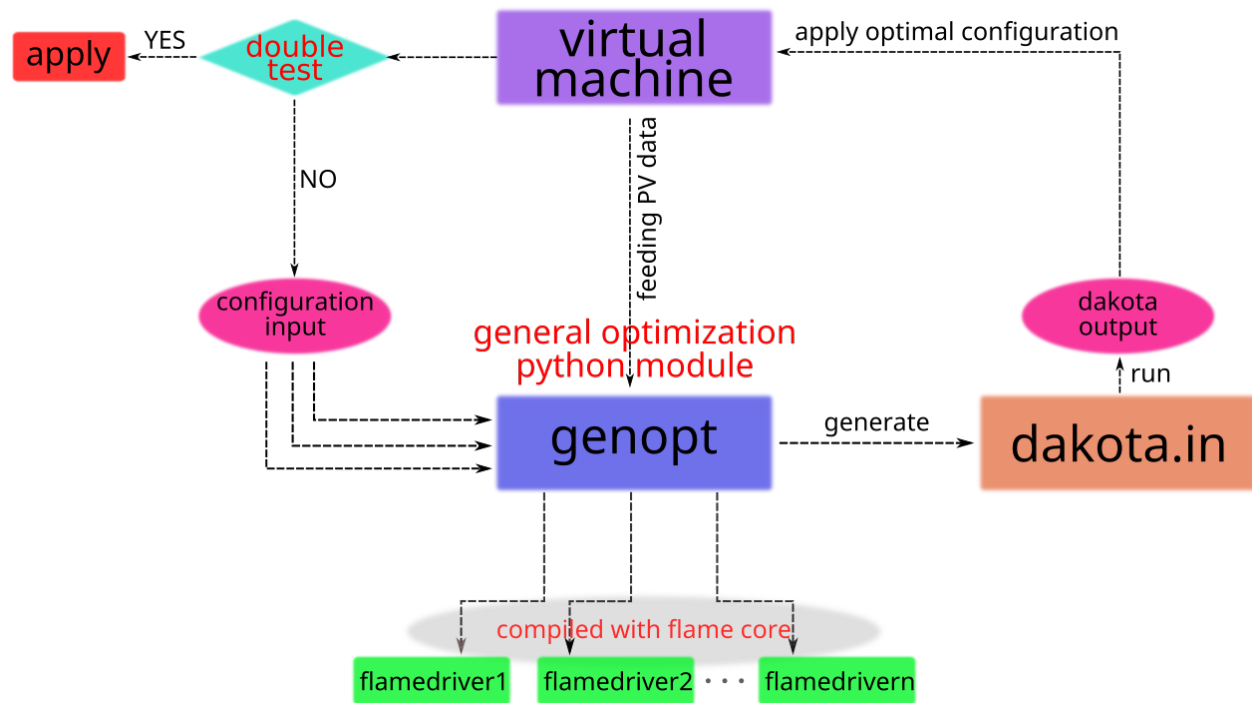 apply
YES
double
test
virtual
machine
apply optimal configuration
NO
feeding PV data
configuration
input
general optimization
python module
dakota
output
run
genopt
generate
dakota.in
compiled with flame core
flamedriver1
flamedriver2
...
flamedrivern